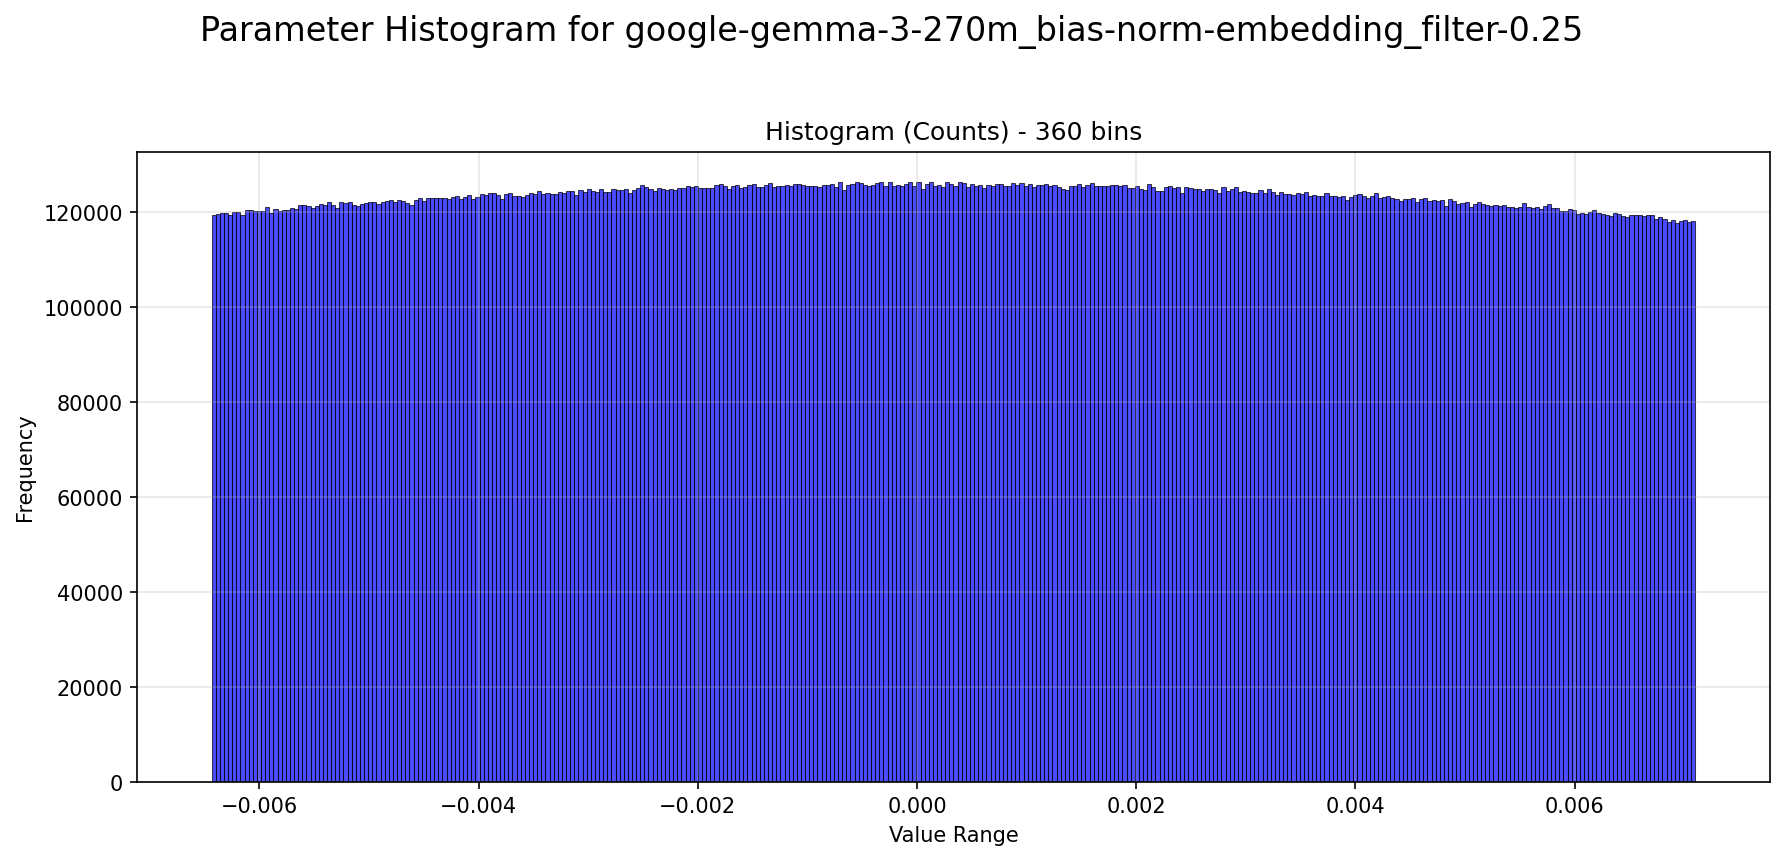 Parameter Histogram for google-gemma-3-270m_bias-norm-embedding_filter-0.25
Histogram (Counts) - 360 bins
120000
100000
80000
60000
40000
20000
0
Frequency
−0.006 −0.004 −0.002 0.000 0.002 0.004 0.006
Value Range